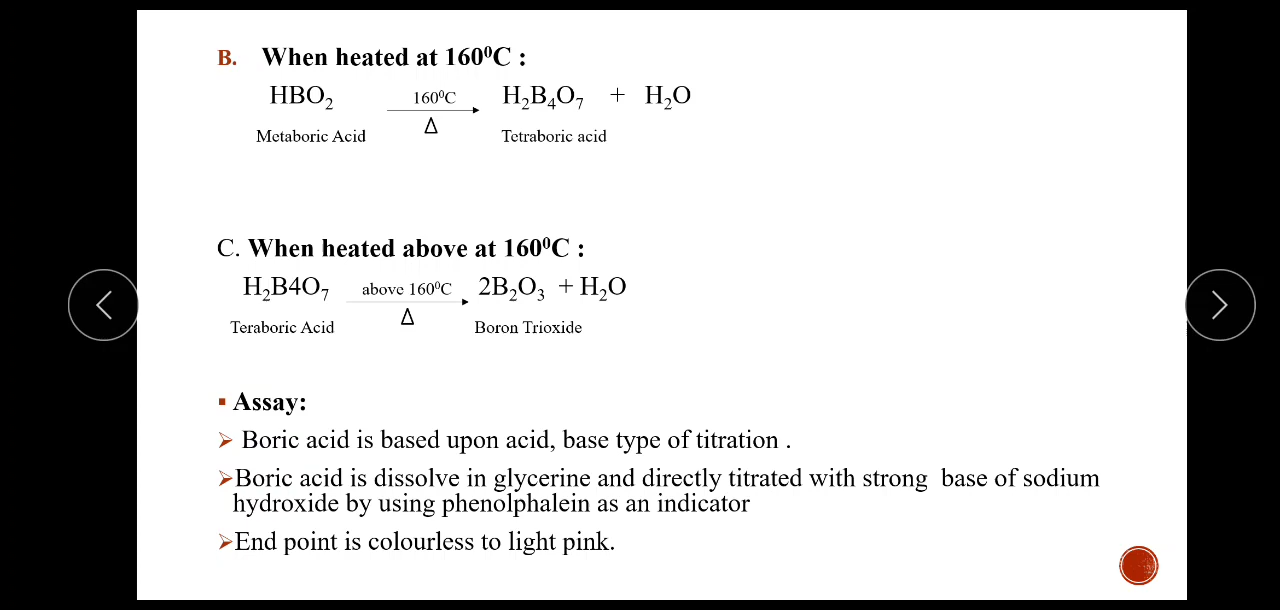 B. When heated at 160⁰C :
HBO₂ 160⁰C H₂B₄O₇ + H₂O
Δ
Metaboric Acid Tetraboric acid
C. When heated above at 160⁰C :
H₂B4O₇ above 160⁰C 2B₂O₃ + H₂O
Δ
Teraboric Acid Boron Trioxide
▪ Assay:
➢ Boric acid is based upon acid, base type of titration .
➢Boric acid is dissolve in glycerine and directly titrated with strong base of sodium
hydroxide by using phenolphalein as an indicator
➢End point is colourless to light pink.